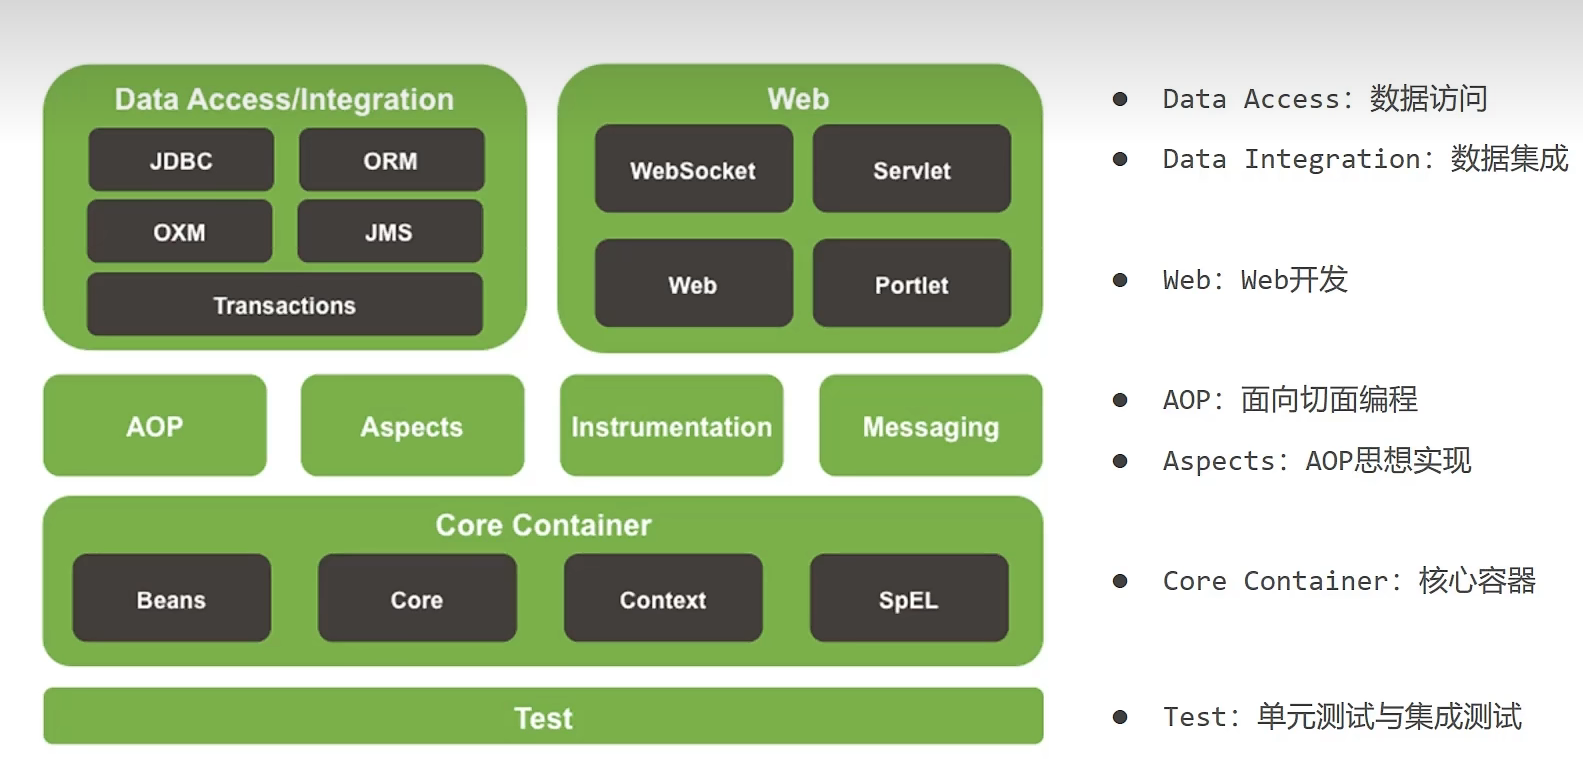 Data Access/Integration
JDBC
ORM
OXM
JMS
Transactions
Web
WebSocket
Servlet
Web
Portlet
AOP
Aspects
Instrumentation
Messaging
Core Container
Beans
Core
Context
SpEL
Test
● Data Access：数据访问
● Data Integration：数据集成
● Web：Web开发
● AOP：面向切面编程
● Aspects：AOP思想实现
● Core Container：核心容器
● Test：单元测试与集成测试